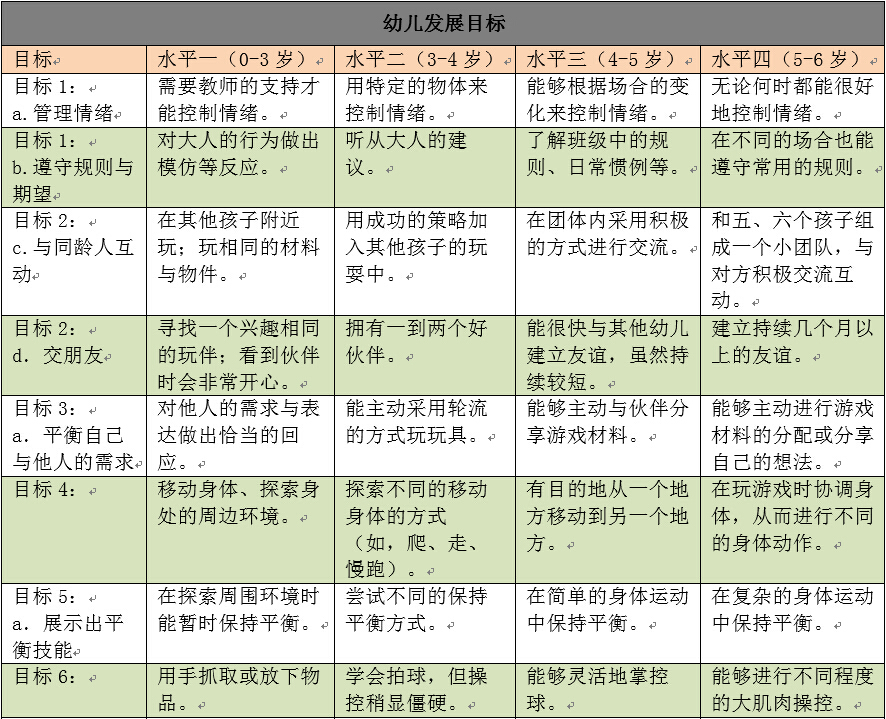 幼儿发展目标
目标
水平一（0-3 岁）
水平二（3-4 岁）
水平三（4-5 岁）
水平四（5-6 岁）
目标 1：
a.管理情绪
需要教师的支持才
能控制情绪。
用特定的物体来
控制情绪。
能够根据场合的变
化来控制情绪。
无论何时都能很好
地控制情绪。
目标 1：
b.遵守规则与
期望
对大人的行为做出
模仿等反应。
听从大人的建
议。
了解班级中的规
则、日常惯例等。
在不同的场合也能
遵守常用的规则。
目标 2：
c.与同龄人互
动
在其他孩子附近
玩；玩相同的材料
与物件。
用成功的策略加
入其他孩子的玩
耍中。
在团体内采用积极
的方式进行交流。
和五、六个孩子组
成一个小团队，与
对方积极交流互
动。
目标 2：
d. 交朋友
寻找一个兴趣相同
的玩伴；看到伙伴
时会非常开心。
拥有一到两个好
伙伴。
能很快与其他幼儿
建立友谊，虽然持
续较短。
建立持续几个月以
上的友谊。
目标 3：
a. 平衡自己
与他人的需求
对他人的需求与表
达做出恰当的回
应。
能主动采用轮流
的方式玩玩具。
能够主动与伙伴分
享游戏材料。
能够主动进行游戏
材料的分配或分享
自己的想法。
目标 4：
移动身体、探索身
处的周边环境。
探索不同的移动
身体的方式
（如，爬、走、
慢跑）。
有目的地从一个地
方移动到另一个地
方。
在玩游戏时协调身
体，从而进行不同
的身体动作。
目标 5：
a. 展示出平
衡技能
在探索周围环境时
能暂时保持平衡。
尝试不同的保持
平衡方式。
在简单的身体运动
中保持平衡。
在复杂的身体运动
中保持平衡。
目标 6：
用手抓取或放下物
品。
学会拍球，但操
控稍显僵硬。
能够灵活地掌控
球。
能够进行不同程度
的大肌肉操控。